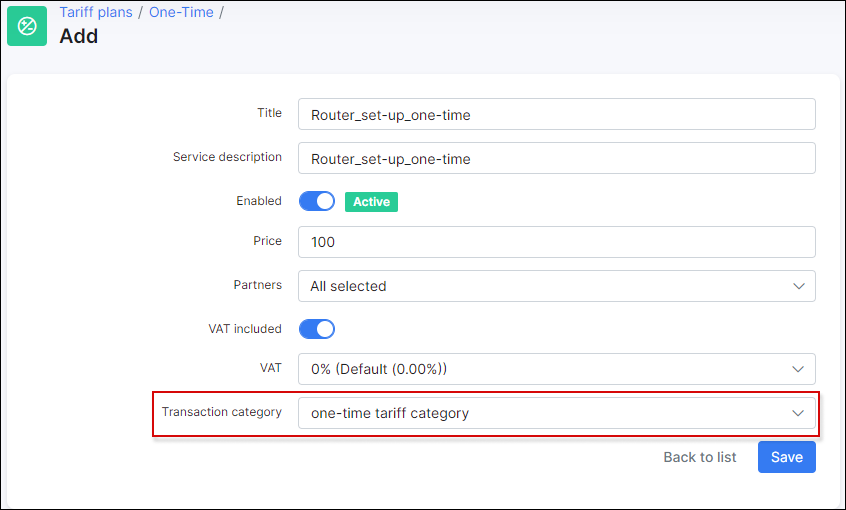 Tariff plans / One-Time /
Add
Title Router_set-up_one-time
Service description Router_set-up_one-time
Enabled Active
Price 100
Partners All selected
VAT included
VAT 0% (Default (0.00%))
Transaction category one-time tariff category
Back to list Save